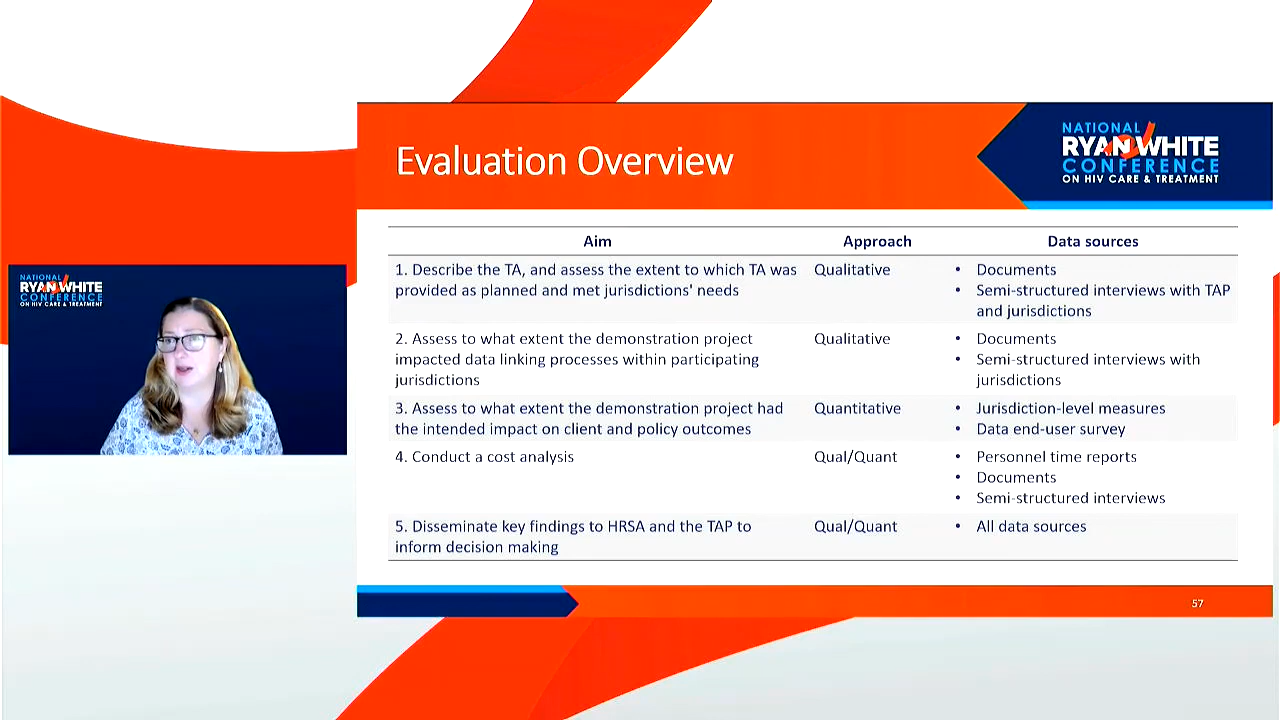 NATIONAL
RYAN WHITE
CONFERENCE
ON HIV CARE & TREATMENT
Evaluation Overview
NATIONAL
RYAN WHITE
CONFERENCE
ON HIV CARE & TREATMENT
Aim Approach Data sources
1. Describe the TA, and assess the extent to which TA was
provided as planned and met jurisdictions' needs
Qualitative
• Documents
• Semi-structured interviews with TAP
and jurisdictions
2. Assess to what extent the demonstration project
impacted data linking processes within participating
jurisdictions
Qualitative
• Documents
• Semi-structured interviews with
jurisdictions
3. Assess to what extent the demonstration project had
the intended impact on client and policy outcomes
Quantitative
• Jurisdiction-level measures
• Data end-user survey
4. Conduct a cost analysis
Qual/Quant
• Personnel time reports
• Documents
• Semi-structured interviews
5. Disseminate key findings to HRSA and the TAP to
inform decision making
Qual/Quant
• All data sources
57